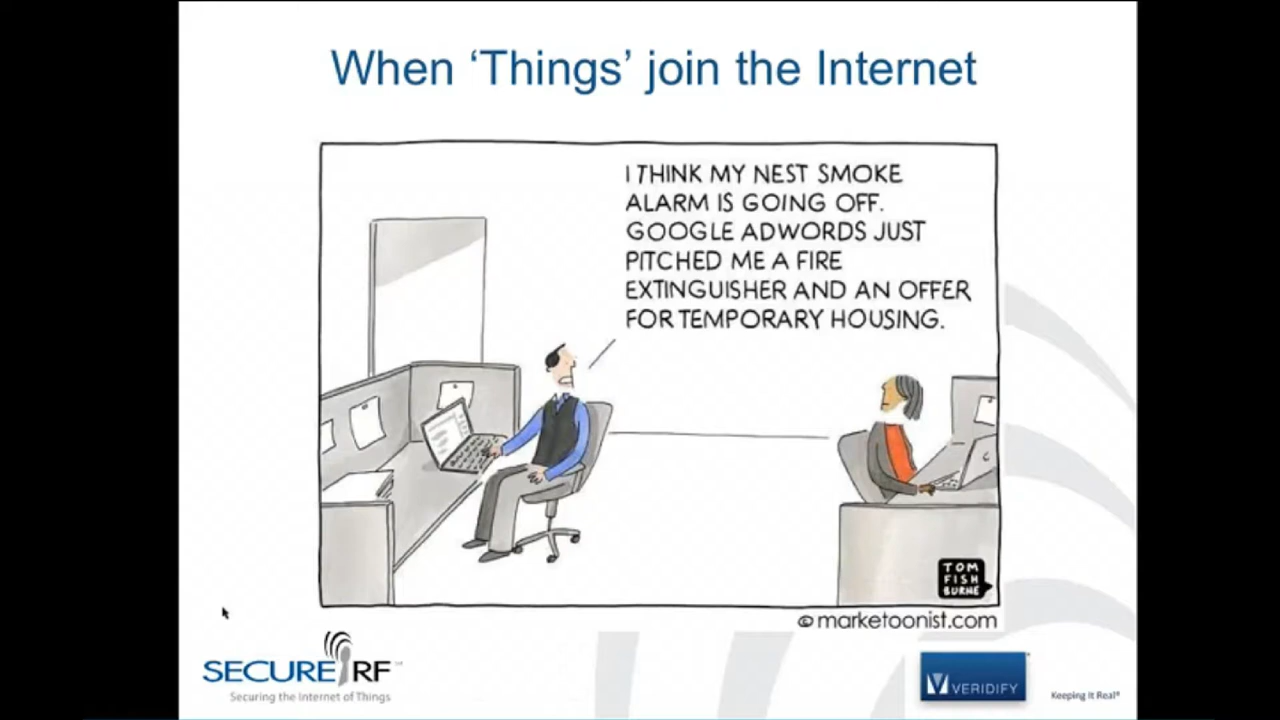 When ‘Things’ join the Internet
I THINK MY NEST SMOKE
ALARM IS GOING OFF.
GOOGLE ADWORDS JUST
PITCHED ME A FIRE
EXTINGUISHER AND AN OFFER
FOR TEMPORARY HOUSING.
TOM
FISH
BURNE
© marketoonist.com
SECURE RF
Securing the Internet of Things
VERIDIFY
Keeping It Real®